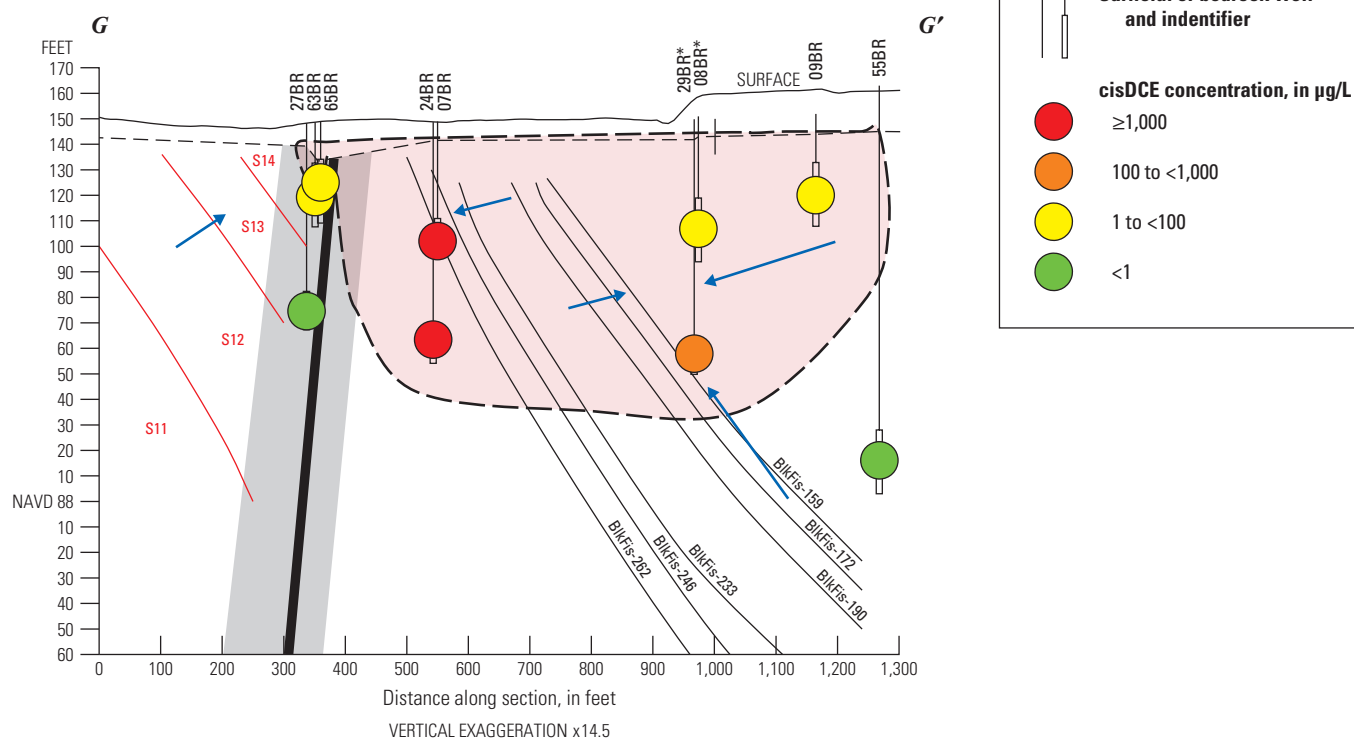 G
G′
FEET
170
160
150
140
130
120
110
100
90
80
70
60
50
40
30
20
10
NAVD 88
10
20
30
40
50
60
27BR
63BR
65BR
24BR
07BR
29BR*
08BR*
SURFACE
09BR
55BR
S14
S13
S12
S11
BlkFis-262
BlkFis-246
BlkFis-233
BlkFis-159
BlkFis-172
BlkFis-190
0 100 200 300 400 500 600 700 800 900 1,000 1,100 1,200 1,300
Distance along section, in feet
VERTICAL EXAGGERATION x14.5
and indentifier
cisDCE concentration, in µg/L
≥1,000
100 to <1,000
1 to <100
<1